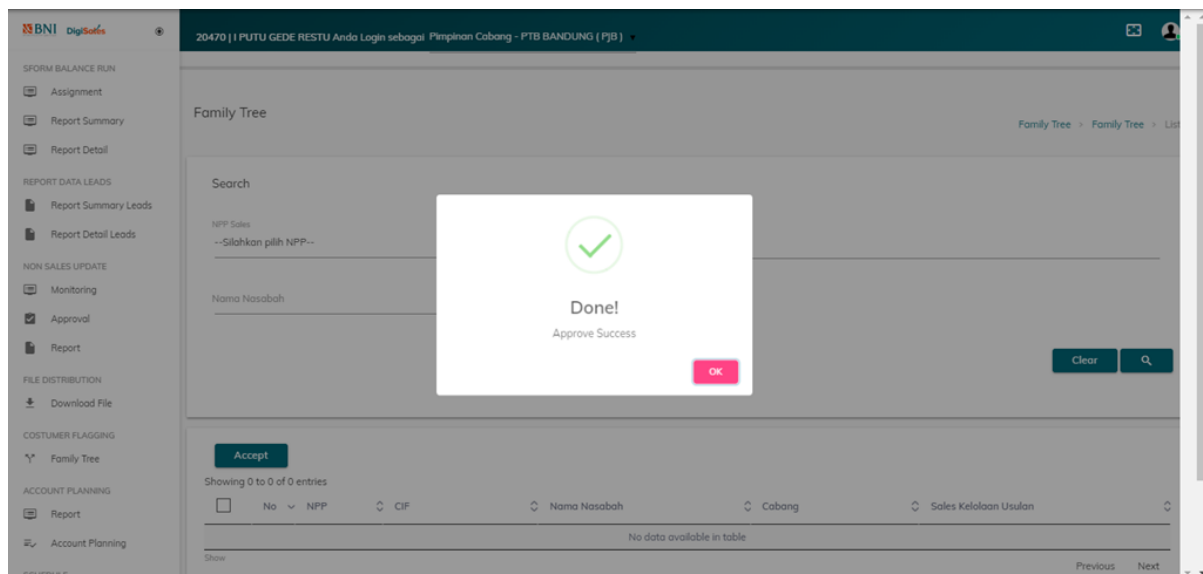 BNI DigiSales
20470 | I PUTU GEDE RESTU Anda Login sebagai Pimpinan Cabang - PTB BANDUNG ( PJB )
SFORM BALANCE RUN
Assignment
Report Summary
Report Detail
REPORT DATA LEADS
Report Summary Leads
Report Detail Leads
NON SALES UPDATE
Monitoring
Approval
Report
FILE DISTRIBUTION
Download File
COSTUMER FLAGGING
Family Tree
ACCOUNT PLANNING
Report
Account Planning
SCHEDULE
Family Tree
Family Tree > Family Tree > List
Search
NPP Sales
--Silahkan pilih NPP--
Nama Nasabah
Done!
Approve Success
OK
Clear
Accept
Showing 0 to 0 of 0 entries
No NPP CIF Nama Nasabah Cabang Sales Kelolaan Usulan
No data available in table
Show
Previous Next